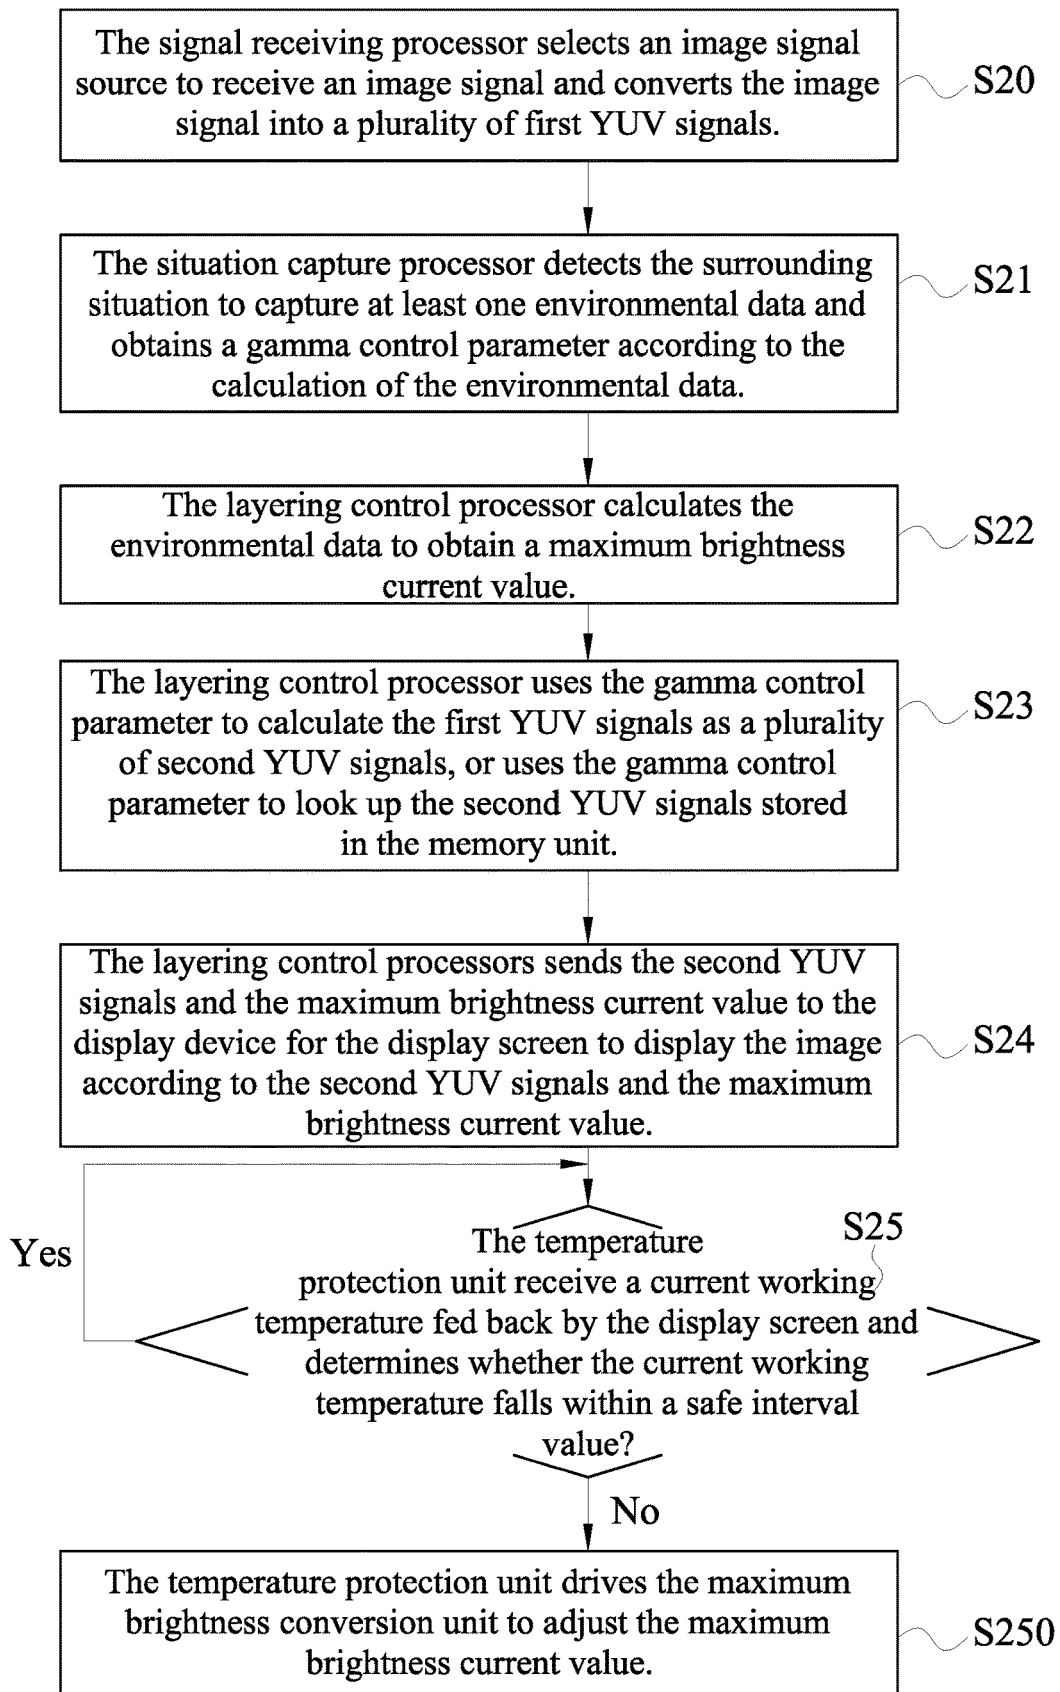 The signal receiving processor selects an image signal
source to receive an image signal and converts the image
signal into a plurality of first YUV signals.
S20
The situation capture processor detects the surrounding
situation to capture at least one environmental data and
obtains a gamma control parameter according to the
calculation of the environmental data.
S21
The layering control processor calculates the
environmental data to obtain a maximum brightness
current value.
S22
The layering control processor uses the gamma control
parameter to calculate the first YUV signals as a plurality
of second YUV signals, or uses the gamma control
parameter to look up the second YUV signals stored
in the memory unit.
S23
The layering control processors sends the second YUV
signals and the maximum brightness current value to the
display device for the display screen to display the image
according to the second YUV signals and the maximum
brightness current value.
S24
Yes
S25
The temperature
protection unit receive a current working
temperature fed back by the display screen and
determines whether the current working
temperature falls within a safe interval
value?
No
The temperature protection unit drives the maximum
brightness conversion unit to adjust the maximum
brightness current value.
S250